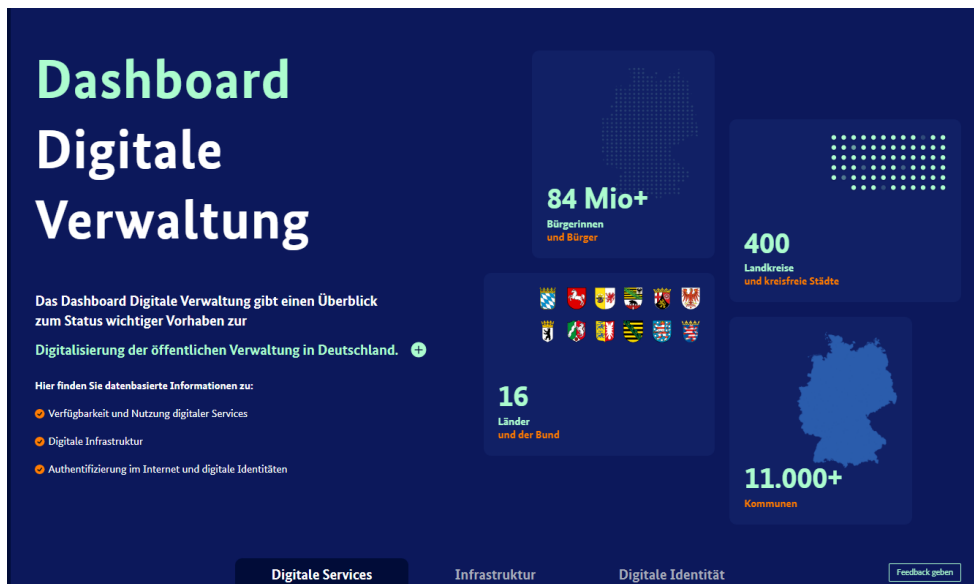 Dashboard
Digitale
Verwaltung
Das Dashboard Digitale Verwaltung gibt einen Überblick
zum Status wichtiger Vorhaben zur
Digitalisierung der öffentlichen Verwaltung in Deutschland.
Hier finden Sie datenbasierte Informationen zu:
Verfügbarkeit und Nutzung digitaler Services
Digitale Infrastruktur
Authentifizierung im Internet und digitale Identitäten
84 Mio+
Bürgerinnen
und Bürger
400
Landkreise
und kreisfreie Städte
16
Länder
und der Bund
11.000+
Kommunen
Digitale Services
Infrastruktur
Digitale Identität
Feedback geben